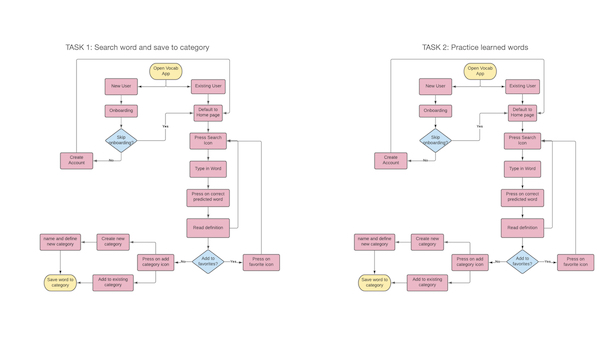 TASK 1: Search word and save to category
Open Vocab
App
New User
Existing User
Onboarding
Default to
Home page
Yes
Skip
onboarding?
Press Search
Icon
No
Create
Account
Type in Word
Press on correct
predicted word
Read definition
name and define
new category
Create new
category
Press on add
category icon
No
Add to
favorites?
Yes
Press on
favorite icon
Save word to
category
Add to existing
category
TASK 2: Practice learned words
Open Vocab
App
New User
Existing User
Onboarding
Default to
Home page
Yes
Skip
onboarding?
Press Search
Icon
No
Create
Account
Type in Word
Press on correct
predicted word
Read definition
name and define
new category
Create new
category
Press on add
category icon
No
Add to
favorites?
Yes
Press on
favorite icon
Save word to
category
Add to existing
category